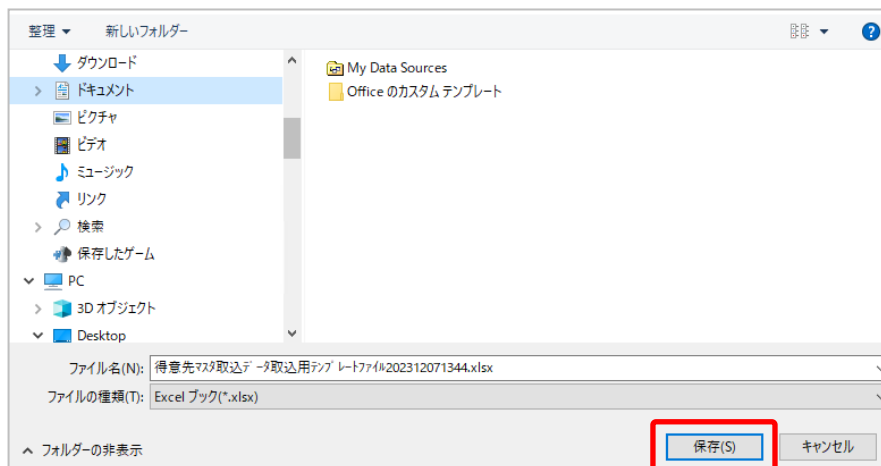 整理 新しいフォルダー
ダウンロード
ドキュメント
ピクチャ
ビデオ
ミュージック
リンク
検索
保存したゲーム
PC
3D オブジェクト
Desktop
My Data Sources
Office のカスタム テンプレート
ファイル名(N): 得意先ﾏｽﾀ取込ﾃﾞｰﾀ取込用ﾃﾝﾌﾟﾚｰﾄﾌｧｲﾙ202312071344.xlsx
ファイルの種類(T): Excel ブック(*.xlsx)
フォルダーの非表示 保存(S) キャンセル